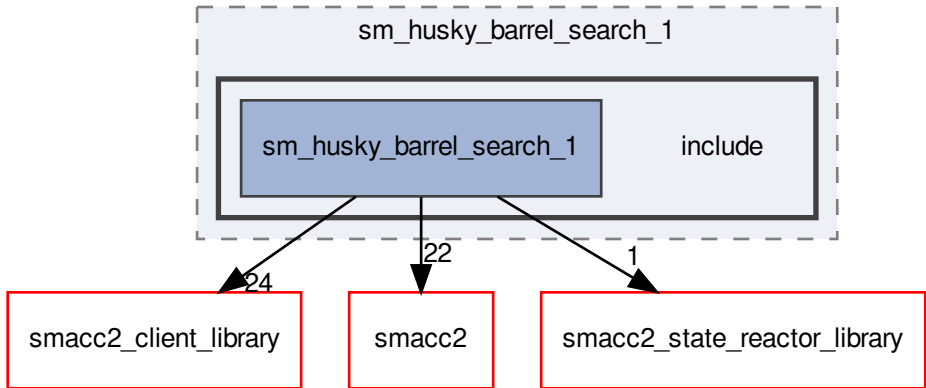 sm_husky_barrel_search_1
sm_husky_barrel_search_1
include
24
22
1
smacc2_client_library
smacc2
smacc2_state_reactor_library